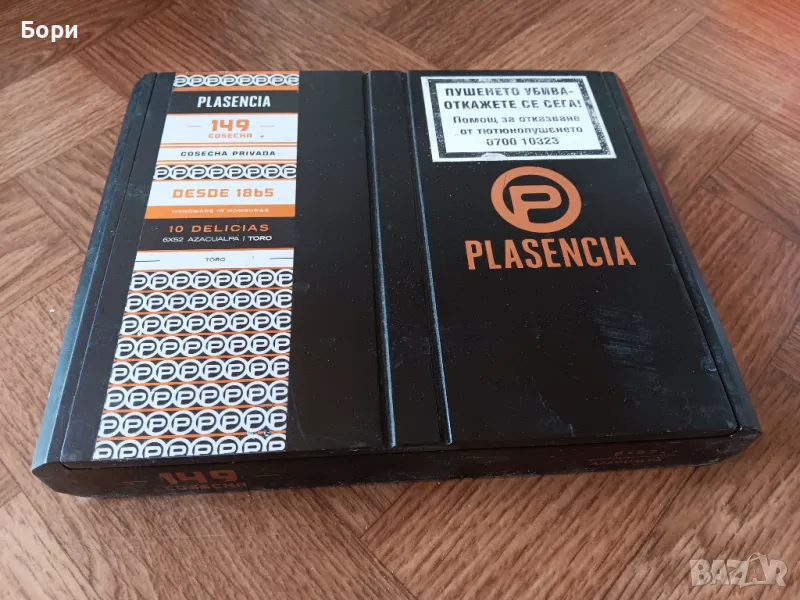 Бори
PLASENCIA
149
COSECHA
COSECHA PRIVADA
DESDE 1865
HANDMADE IN HONDURAS
10 DELICIAS
6X52 AZACUALPA | TORO
TORO
ПУШЕНЕТО УБИВА-
ОТКАЖЕТЕ СЕ СЕГА!
Помощ за отказване
от тютюнопушенето
0700 10323
P
PLASENCIA
149
COSECHA
BAZAR